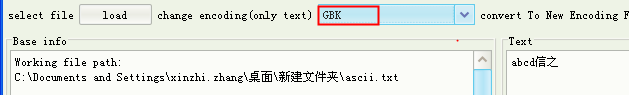 select file load change encoding(only text) GBK convert To New Encoding F
Base info
Working file path:
C:\Documents and Settings\xinzhi.zhang\桌面\新建文件夹\ascii.txt
Text
abcd信之